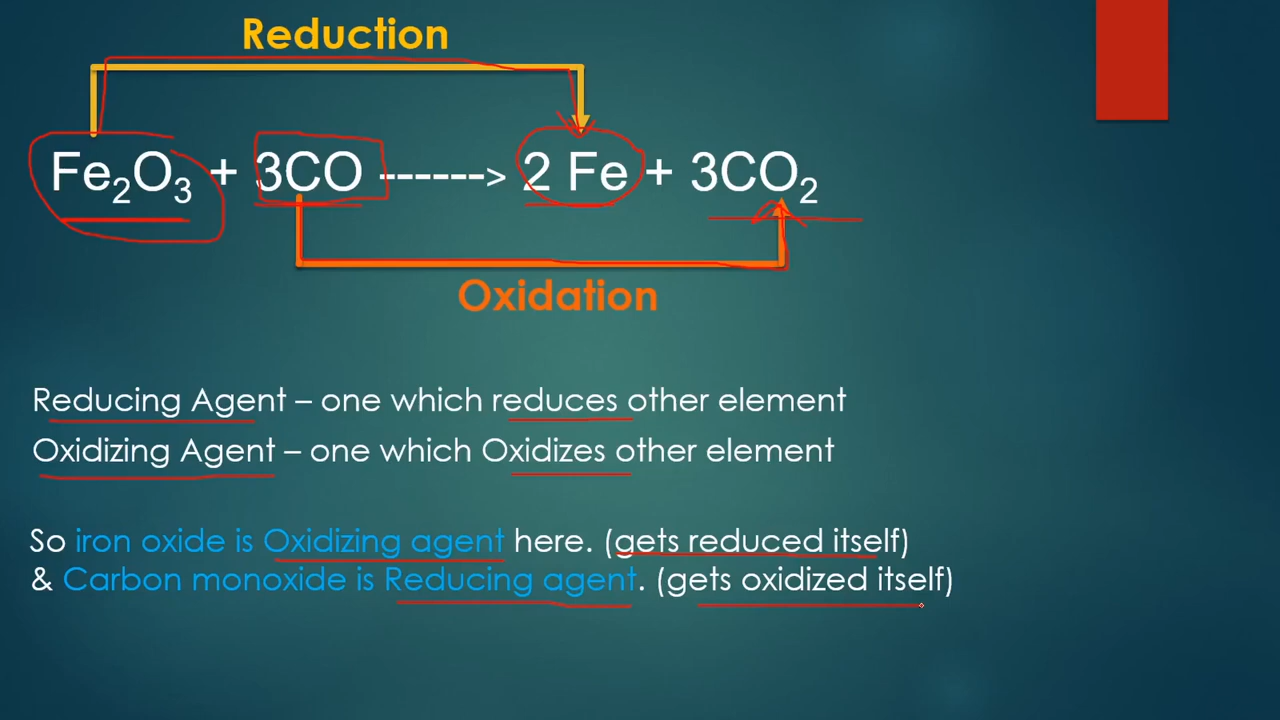 Reduction
Fe₂O₃ + 3CO ------> 2 Fe + 3CO₂
Oxidation
Reducing Agent – one which reduces other element
Oxidizing Agent – one which Oxidizes other element
So iron oxide is Oxidizing agent here. (gets reduced itself)
& Carbon monoxide is Reducing agent. (gets oxidized itself)